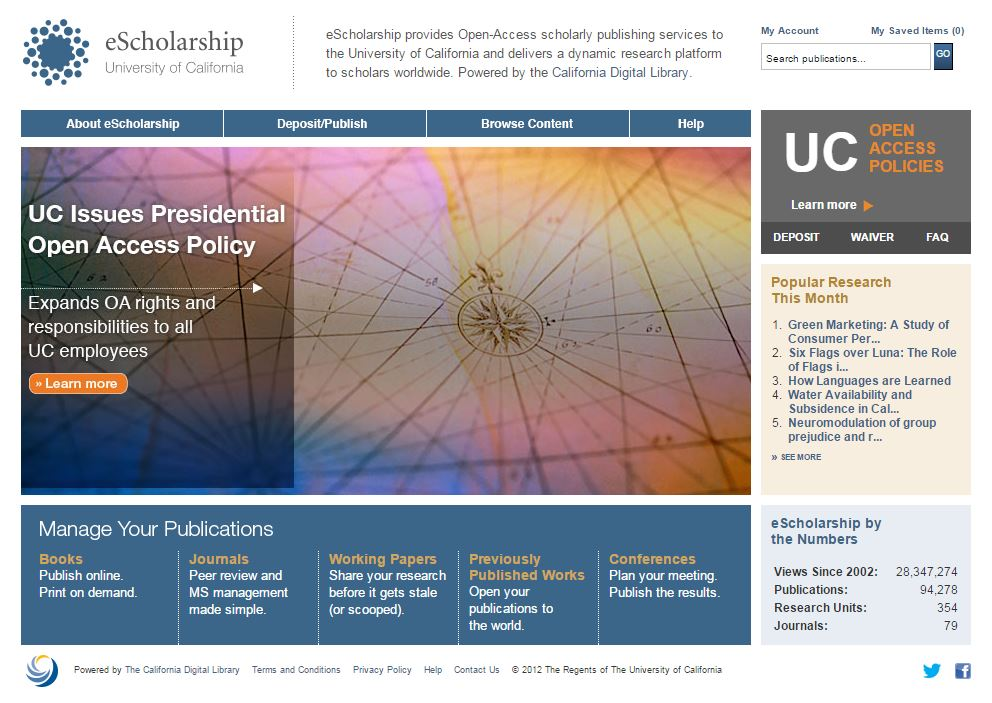 eScholarship
University of California
eScholarship provides Open-Access scholarly publishing services to
the University of California and delivers a dynamic research platform
to scholars worldwide. Powered by the California Digital Library.
My Account
My Saved Items (0)
Search publications...
GO
About eScholarship
Deposit/Publish
Browse Content
Help
UC Issues Presidential
Open Access Policy
Expands OA rights and
responsibilities to all
UC employees
» Learn more
UC
OPEN
ACCESS
POLICIES
Learn more
DEPOSIT
WAIVER
FAQ
Popular Research
This Month
1. Green Marketing: A Study of
Consumer Per...
2. Six Flags over Luna: The Role
of Flags i...
3. How Languages are Learned
4. Water Availability and
Subsidence in Cal...
5. Neuromodulation of group
prejudice and r...
» SEE MORE
Manage Your Publications
Books
Publish online.
Print on demand.
Journals
Peer review and
MS management
made simple.
Working Papers
Share your research
before it gets stale
(or scooped).
Previously
Published Works
Open your
publications to
the world.
Conferences
Plan your meeting.
Publish the results.
eScholarship by
the Numbers
Views Since 2002: 28,347,274
Publications: 94,278
Research Units: 354
Journals: 79
Powered by The California Digital Library
Terms and Conditions
Privacy Policy
Help
Contact Us
© 2012 The Regents of The University of California